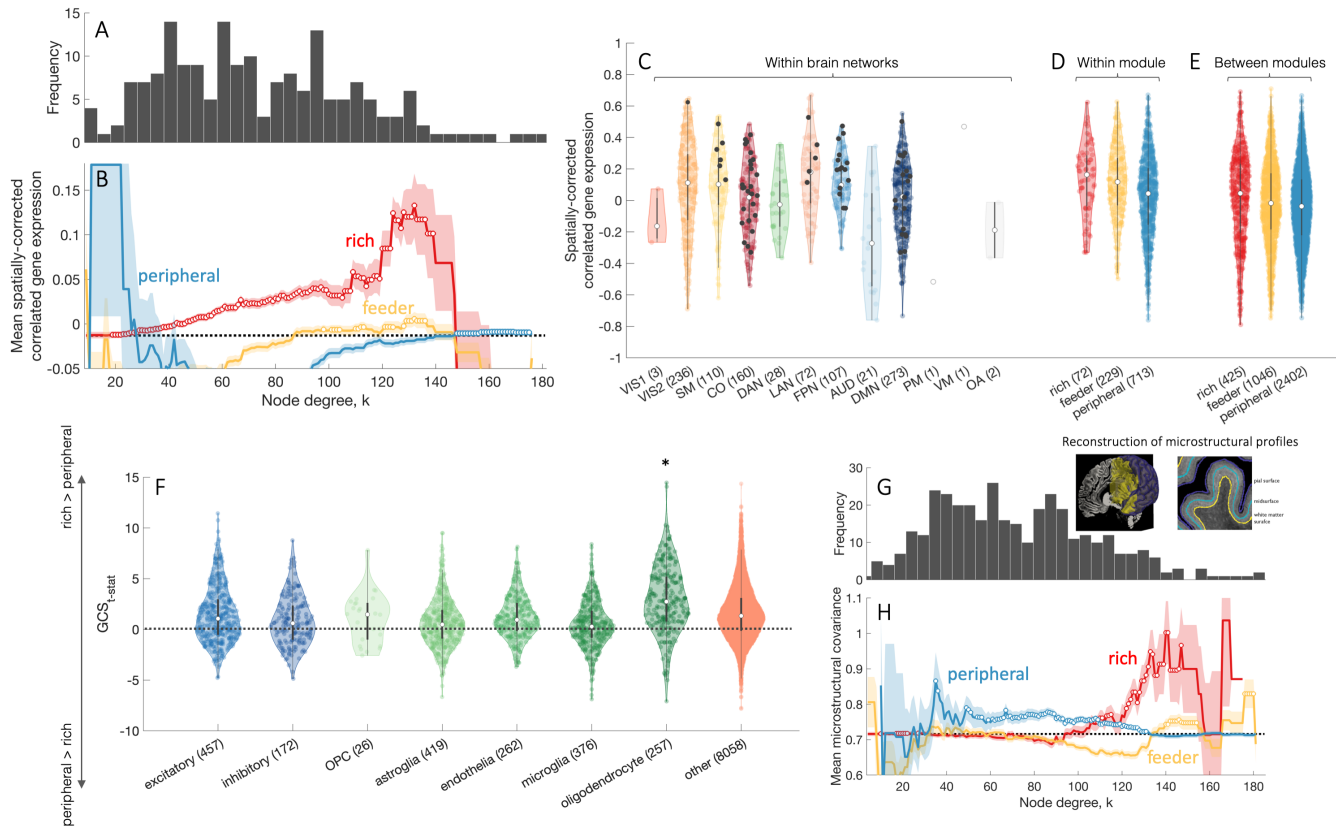 A
Frequency
15
10
5
0
B
Mean spatially-corrected
correlated gene expression
0.15
0.1
0.05
0
-0.05
rich
peripheral
feeder
20 40 60 80 100 120 140 160 180
Node degree, k
C
Within brain networks
Spatially-corrected
correlated gene expression
1
0.8
0.6
0.4
0.2
0
-0.2
-0.4
-0.6
-0.8
-1
VIS1 (3)
VIS2 (236)
SM (110)
CO (160)
DAN (28)
LAN (72)
FPN (107)
AUD (21)
DMN (273)
PM (1)
VM (1)
OA (2)
D
Within module
rich (72)
feeder (229)
peripheral (713)
E
Between modules
rich (425)
feeder (1046)
peripheral (2402)
rich > peripheral
peripheral > rich
F
GCSt-stat
15
10
5
0
-5
-10
*
excitatory (457)
inhibitory (172)
OPC (26)
astroglia (419)
endothelia (262)
microglia (376)
oligodendrocyte (257)
other (8058)
Reconstruction of microstructural profiles
pial surface
midsurface
white matter
suralce
G
Frequency
30
20
10
0
H
Mean microstructural covariance
1.1
1
0.9
0.8
0.7
0.6
peripheral
rich
feeder
20 40 60 80 100 120 140 160 180
Node degree, k